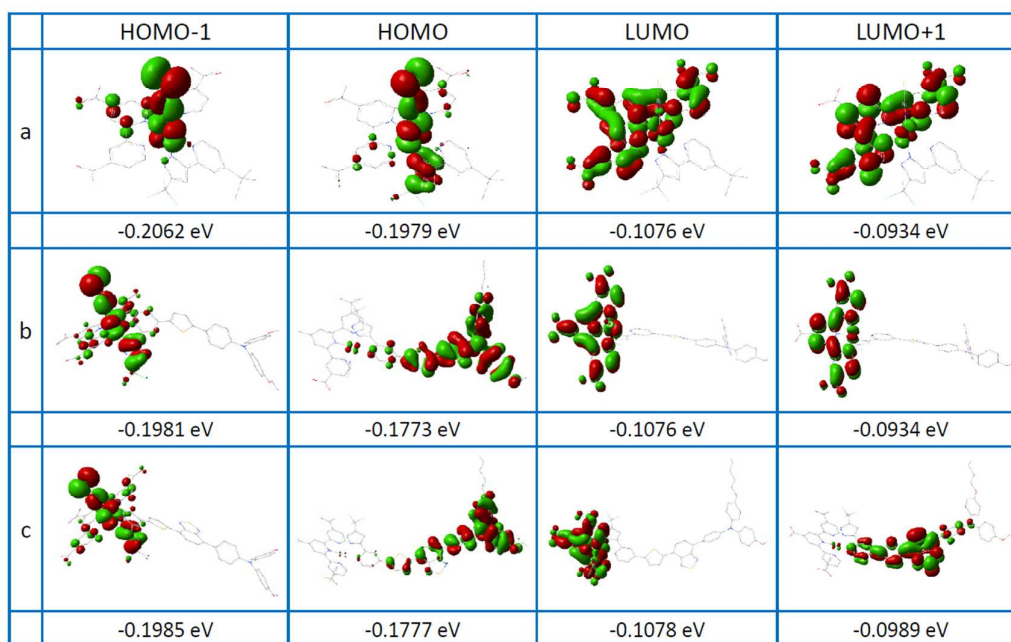 HOMO-1 HOMO LUMO LUMO+1
a
-0.2062 eV -0.1979 eV -0.1076 eV -0.0934 eV
b
-0.1981 eV -0.1773 eV -0.1076 eV -0.0934 eV
c
-0.1985 eV -0.1777 eV -0.1078 eV -0.0989 eV